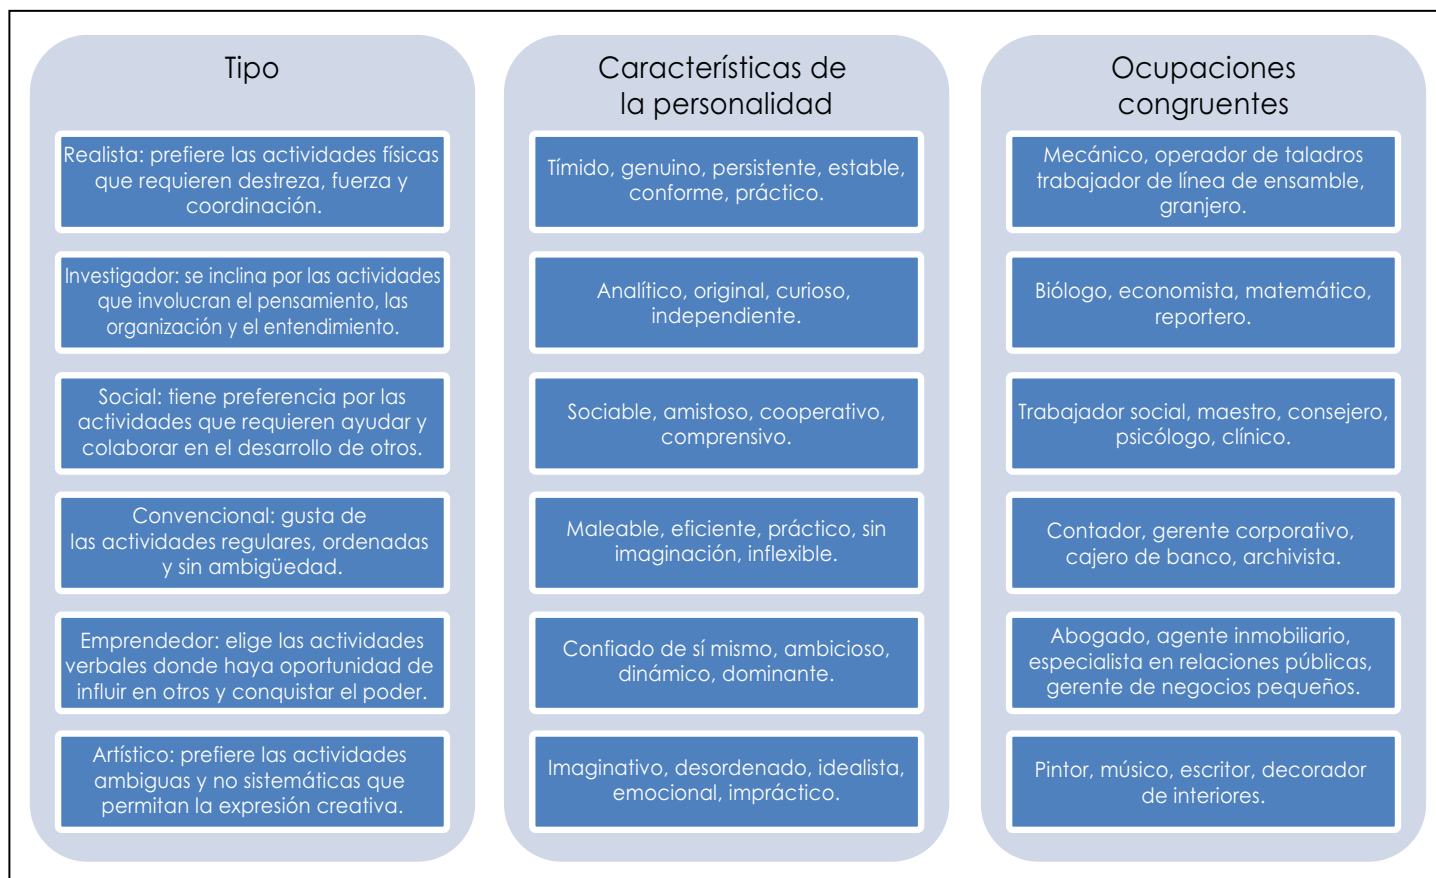 Tipo
Características de
la personalidad
Ocupaciones
congruentes
Realista: prefiere las actividades físicas
que requieren destreza, fuerza y
coordinación.
Tímido, genuino, persistente, estable,
conforme, práctico.
Mecánico, operador de taladros
trabajador de línea de ensamble,
granjero.
Investigador: se inclina por las actividades
que involucran el pensamiento, las
organización y el entendimiento.
Analítico, original, curioso,
independiente.
Biólogo, economista, matemático,
reportero.
Social: tiene preferencia por las
actividades que requieren ayudar y
colaborar en el desarrollo de otros.
Sociable, amistoso, cooperativo,
comprensivo.
Trabajador social, maestro, consejero,
psicólogo, clínico.
Convencional: gusta de
las actividades regulares, ordenadas
y sin ambigüedad.
Maleable, eficiente, práctico, sin
imaginación, inflexible.
Contador, gerente corporativo,
cajero de banco, archivista.
Emprendedor: elige las actividades
verbales donde haya oportunidad de
influir en otros y conquistar el poder.
Confiado de sí mismo, ambicioso,
dinámico, dominante.
Abogado, agente inmobiliario,
especialista en relaciones públicas,
gerente de negocios pequeños.
Artístico: prefiere las actividades
ambiguas y no sistemáticas que
permitan la expresión creativa.
Imaginativo, desordenado, idealista,
emocional, impráctico.
Pintor, músico, escritor, decorador
de interiores.